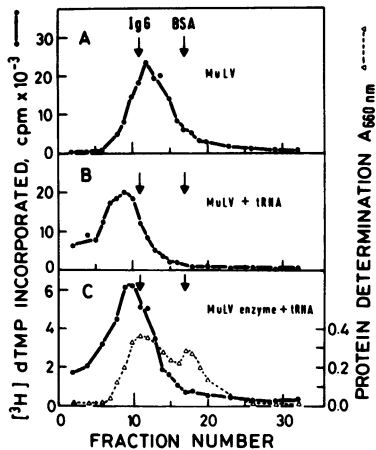 IgG BSA
A
MuLV
30
20
10
0
B
MuLV + tRNA
20
10
0
C
MuLV enzyme + tRNA
6
4
2
0
0.4
0.2
0.0
0 10 20 30
FRACTION NUMBER
[³H] dTMP INCORPORATED, cpm x 10⁻³
PROTEIN DETERMINATION A660 nm